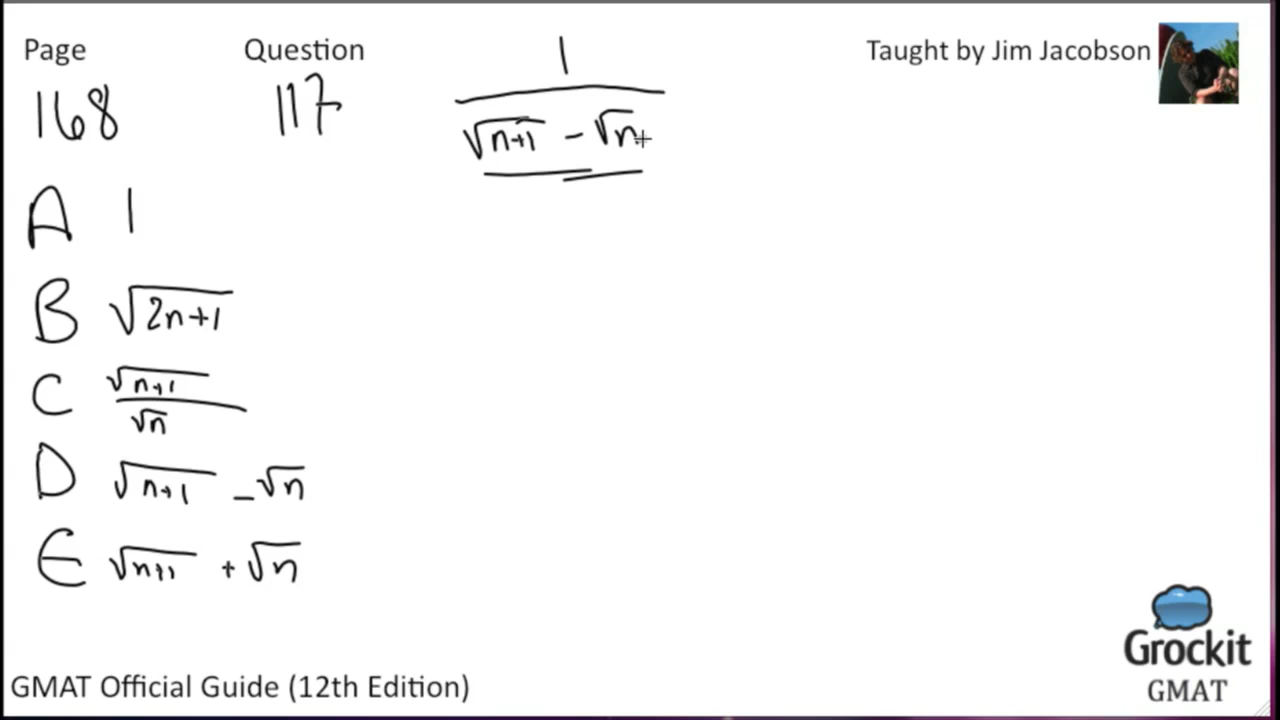 Page Question 1 Taught by Jim Jacobson
168 117 √n+1 - √n
A 1
B √2n+1
C √n+1
√n
D √n+1 - √n
E √n+1 + √n
Grockit
GMAT
GMAT Official Guide (12th Edition)